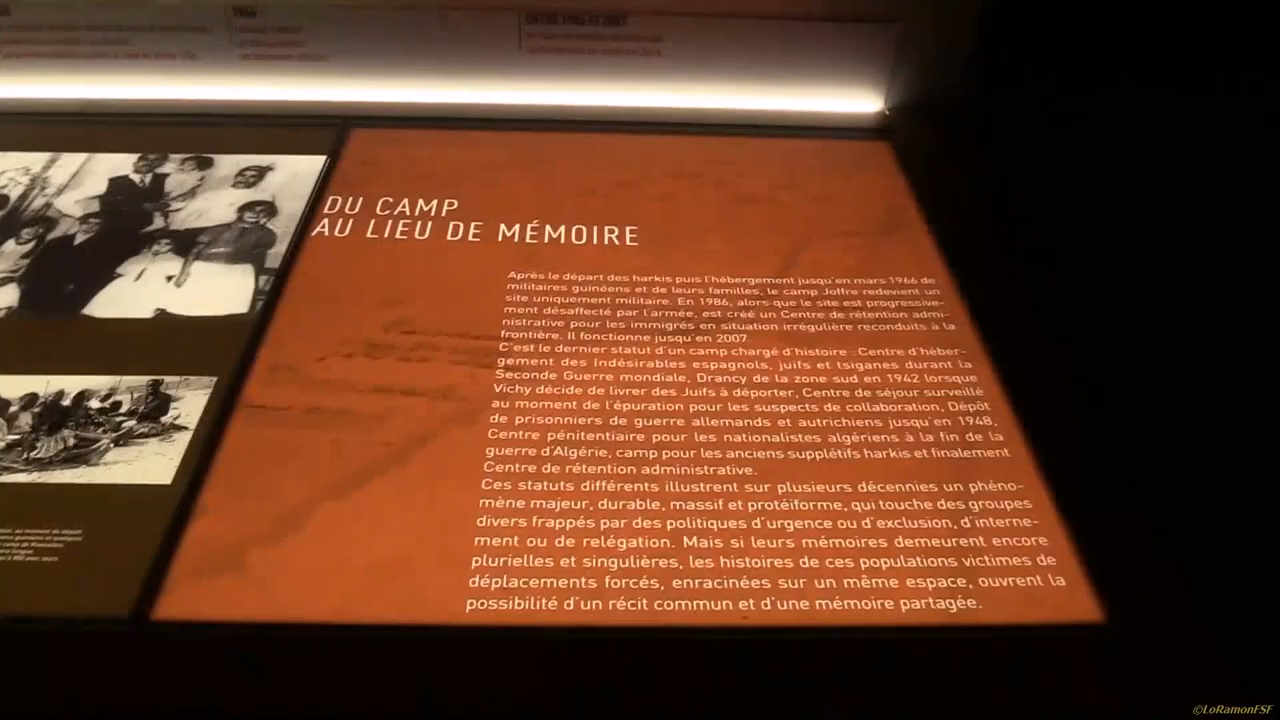 ENTRE 1986 ET 2007
DU CAMP
AU LIEU DE MÉMOIRE
Après le départ des harkis puis l'hébergement jusqu'en mars 1966 de
militaires guinéens et de leurs familles, le camp Joffre redevient un
site uniquement militaire. En 1986, alors que le site est progressive-
ment désaffecté par l'armée, est créé un Centre de rétention admi-
nistrative pour les immigrés en situation irrégulière reconduits à la
frontière. Il fonctionne jusqu'en 2007.
C'est le dernier statut d'un camp chargé d'histoire : Centre d'héber-
gement des Indésirables espagnols, juifs et tsiganes durant la
Seconde Guerre mondiale, Drancy de la zone sud en 1942 lorsque
Vichy décide de livrer des Juifs à déporter, Centre de séjour surveillé
au moment de l'épuration pour les suspects de collaboration, Dépôt
de prisonniers de guerre allemands et autrichiens jusqu'en 1948,
Centre pénitentiaire pour les nationalistes algériens à la fin de la
guerre d'Algérie, camp pour les anciens supplétifs harkis et finalement
Centre de rétention administrative.
Ces statuts différents illustrent sur plusieurs décennies un phéno-
mène majeur, durable, massif et protéiforme, qui touche des groupes
divers frappés par des politiques d'urgence ou d'exclusion, d'interne-
ment ou de relégation. Mais si leurs mémoires demeurent encore
plurielles et singulières, les histoires de ces populations victimes de
déplacements forcés, enracinées sur un même espace, ouvrent la
possibilité d'un récit commun et d'une mémoire partagée.
©LoRamonFSF